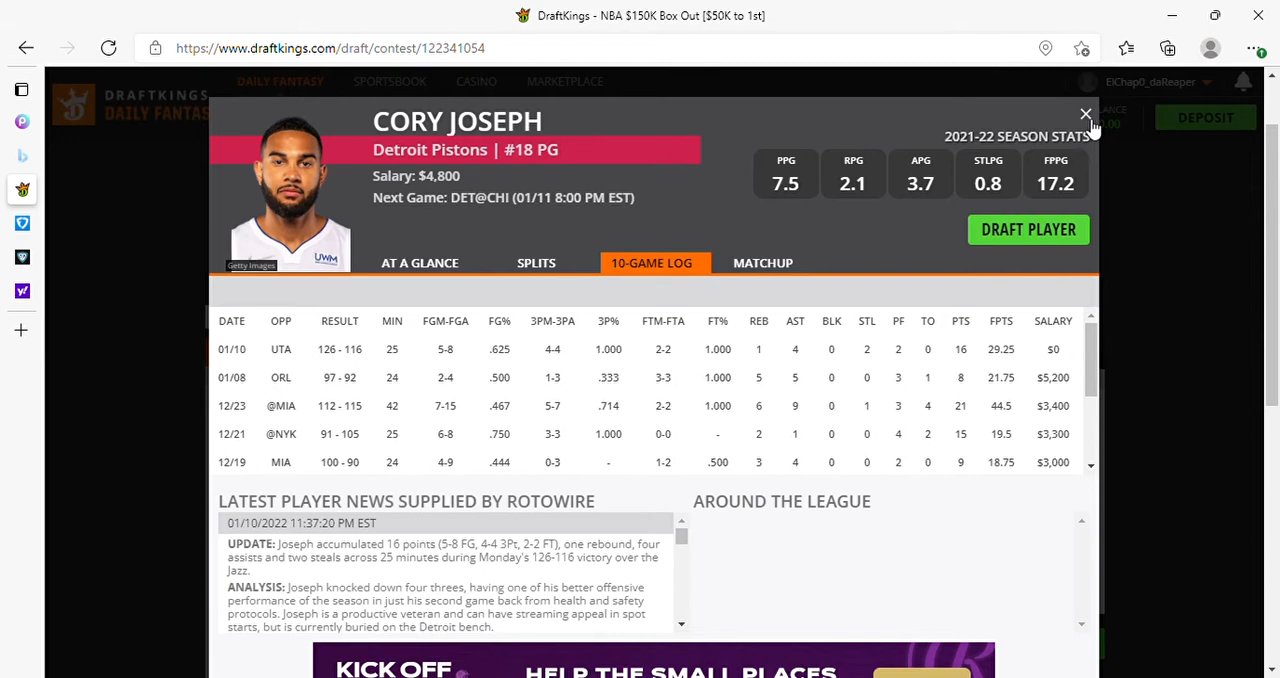 DraftKings - NBA $150K Box Out [$50K to 1st]
https://www.draftkings.com/draft/contest/122341054
DRAFTKINGS
DAILY FANTAS
DAILY FANTASY SPORTSBOOK CASINO MARKETPLACE
ElChap0_daReaper
DEPOSIT
CORY JOSEPH
Detroit Pistons | #18 PG
Salary: $4,800
Next Game: DET@CHI (01/11 8:00 PM EST)
Getty Images
UWM
2021-22 SEASON STATS
PPG RPG APG STLPG FPPG
7.5 2.1 3.7 0.8 17.2
DRAFT PLAYER
AT A GLANCE SPLITS 10-GAME LOG MATCHUP
DATE OPP RESULT MIN FGM-FGA FG% 3PM-3PA 3P% FTM-FTA FT% REB AST BLK STL PF TO PTS FPTS SALARY
01/10 UTA 126 - 116 25 5-8 .625 4-4 1.000 2-2 1.000 1 4 0 2 2 0 16 29.25 $0
01/08 ORL 97 - 92 24 2-4 .500 1-3 .333 3-3 1.000 5 5 0 0 3 1 8 21.75 $5,200
12/23 @MIA 112 - 115 42 7-15 .467 5-7 .714 2-2 1.000 6 9 0 1 3 4 21 44.5 $3,400
12/21 @NYK 91 - 105 25 6-8 .750 3-3 1.000 0-0 - 2 1 0 0 4 2 15 19.5 $3,300
12/19 MIA 100 - 90 24 4-9 .444 0-3 - 1-2 .500 3 4 0 0 2 0 9 18.75 $3,000
LATEST PLAYER NEWS SUPPLIED BY ROTOWIRE
01/10/2022 11:37:20 PM EST
UPDATE: Joseph accumulated 16 points (5-8 FG, 4-4 3Pt, 2-2 FT), one rebound, four
assists and two steals across 25 minutes during Monday's 126-116 victory over the
Jazz.
ANALYSIS: Joseph knocked down four threes, having one of his better offensive
performance of the season in just his second game back from health and safety
protocols. Joseph is a productive veteran and can have streaming appeal in spot
starts, but is currently buried on the Detroit bench.
AROUND THE LEAGUE
KICK OFF
HELP THE SMALL PLACES